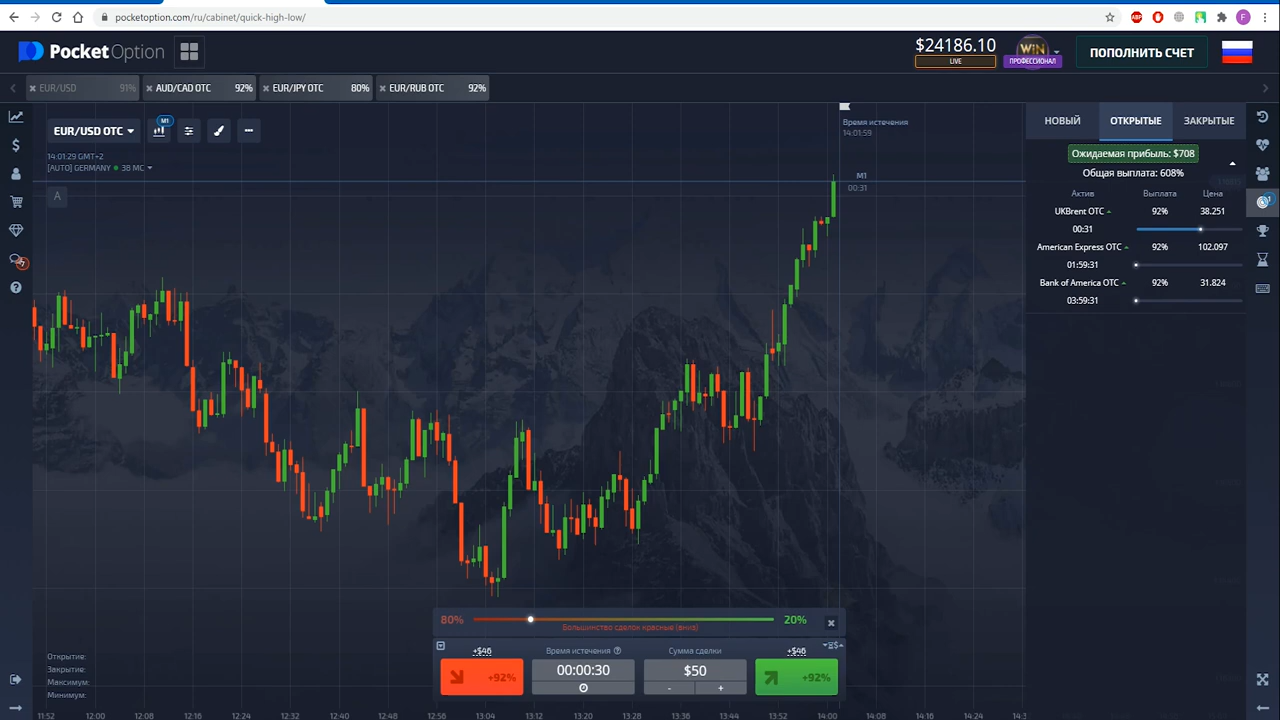 pocketoption.com/ru/cabinet/quick-high-low/
ABP
F
PocketOption
$24186.10
LIVE
WiN
ПРОФЕССИОНАЛ
ПОПОЛНИТЬ СЧЕТ
EUR/USD 91%
AUD/CAD OTC 92%
EUR/JPY OTC 80%
EUR/RUB OTC 92%
EUR/USD OTC
M1
14:01:29 GMT+2
[AUTO] GERMANY 38 МС
A
Время истечения
14:01:59
M1
00:31
НОВЫЙ
ОТКРЫТЫЕ
ЗАКРЫТЫЕ
Ожидаемая прибыль: $708
Общая выплата: 608%
Актив Выплата Цена
UKBrent OTC 92% 38.251
00:31
American Express OTC 92% 102.097
01:59:31
Bank of America OTC 92% 31.824
03:59:31
80%
Большинство сделок красные (вниз)
20%
+$46
Время истечения
Сумма сделки
+$46
+92%
00:00:30
$50
+92%
- +
Открытие:
Закрытие:
Максимум:
Минимум:
11:52 12:00 12:08 12:16 12:24 12:32 12:40 12:48 12:56 13:04 13:12 13:20 13:28 13:36 13:44 13:52 14:00 14:08 14:16 14:24